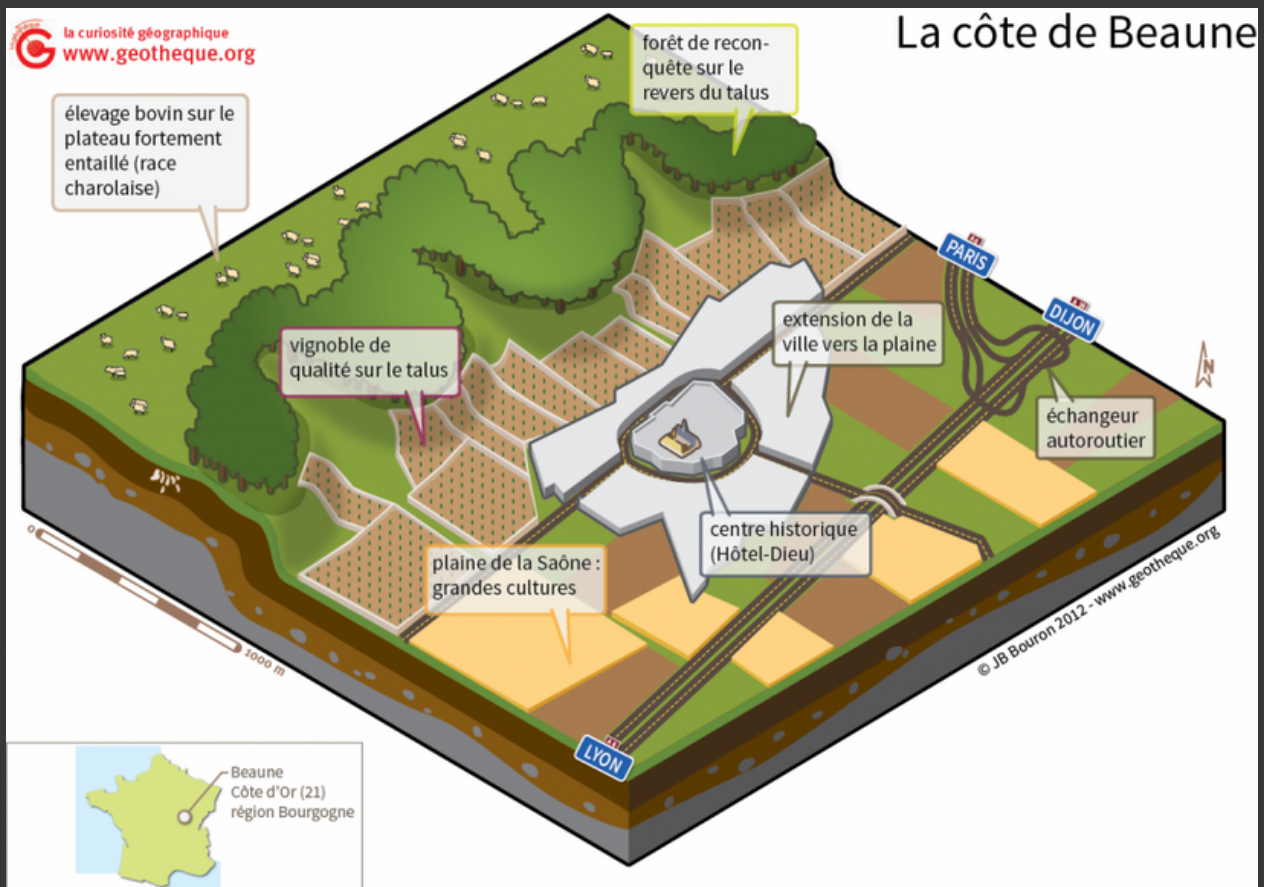 la curiosité géographique
www.geotheque.org
La côte de Beaune
forêt de recon-
quête sur le
revers du talus
élevage bovin sur le
plateau fortement
entaillé (race
charolaise)
PARIS
DIJON
N
extension de la
ville vers la plaine
vignoble de
qualité sur le talus
échangeur
autoroutier
centre historique
(Hôtel-Dieu)
plaine de la Saône :
grandes cultures
0
1000 m
© JB Bouron 2012 - www.geotheque.org
LYON
Beaune
Côte d'Or (21)
région Bourgogne